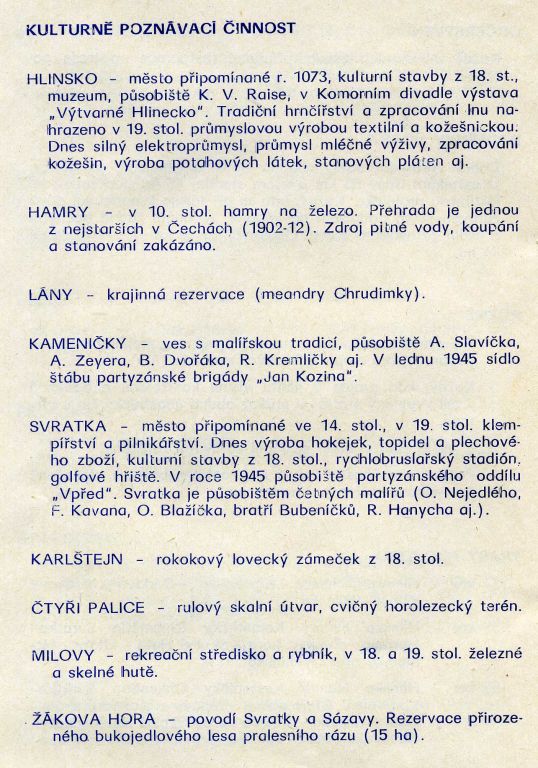 KULTURNĚ POZNÁVACÍ ČINNOST
HLINSKO – město připomínané r. 1073, kulturní stavby z 18. st.,
muzeum, působiště K. V. Raise, v Komorním divadle výstava
„Výtvarné Hlinecko“. Tradiční hrnčířství a zpracování lnu na-
hrazeno v 19. stol. průmyslovou výrobou textilní a kožešnickou.
Dnes silný elektroprůmysl, průmysl mléčné výživy, zpracování
kožešin, výroba potahových látek, stanových pláten aj.
HAMRY – v 10. stol. hamry na železo. Přehrada je jednou
z nejstarších v Čechách (1902-12). Zdroj pitné vody, koupání
a stanování zakázáno.
LÁNY – krajinná rezervace (meandry Chrudimky).
KAMENIČKY – ves s malířskou tradicí, působiště A. Slavíčka,
A. Zeyera, B. Dvořáka, R. Kremličky aj. V lednu 1945 sídlo
štábu partyzánské brigády „Jan Kozina“.
SVRATKA – město připomínané ve 14. stol., v 19. stol. klem-
pířství a pilnikářství. Dnes výroba hokejek, topidel a plechové-
ho zboží, kulturní stavby z 18. stol., rychlobruslařský stadión,
golfové hřiště. V roce 1945 působiště partyzánského oddílu
„Vpřed“. Svratka je působištěm četných malířů (O. Nejedlého,
F. Kavana, O. Blažíčka, bratří Bubeníčků, R. Hanycha aj.).
KARLŠTEJN – rokokový lovecký zámeček z 18. stol.
ČTYŘI PALICE – rulový skalní útvar, cvičný horolezecký terén.
MILOVY – rekreační středisko a rybník, v 18. a 19. stol. železné
a skelné hutě.
ŽÁKOVA HORA – povodí Svratky a Sázavy. Rezervace přiroze-
ného bukojedlového lesa pralesního rázu (15 ha).